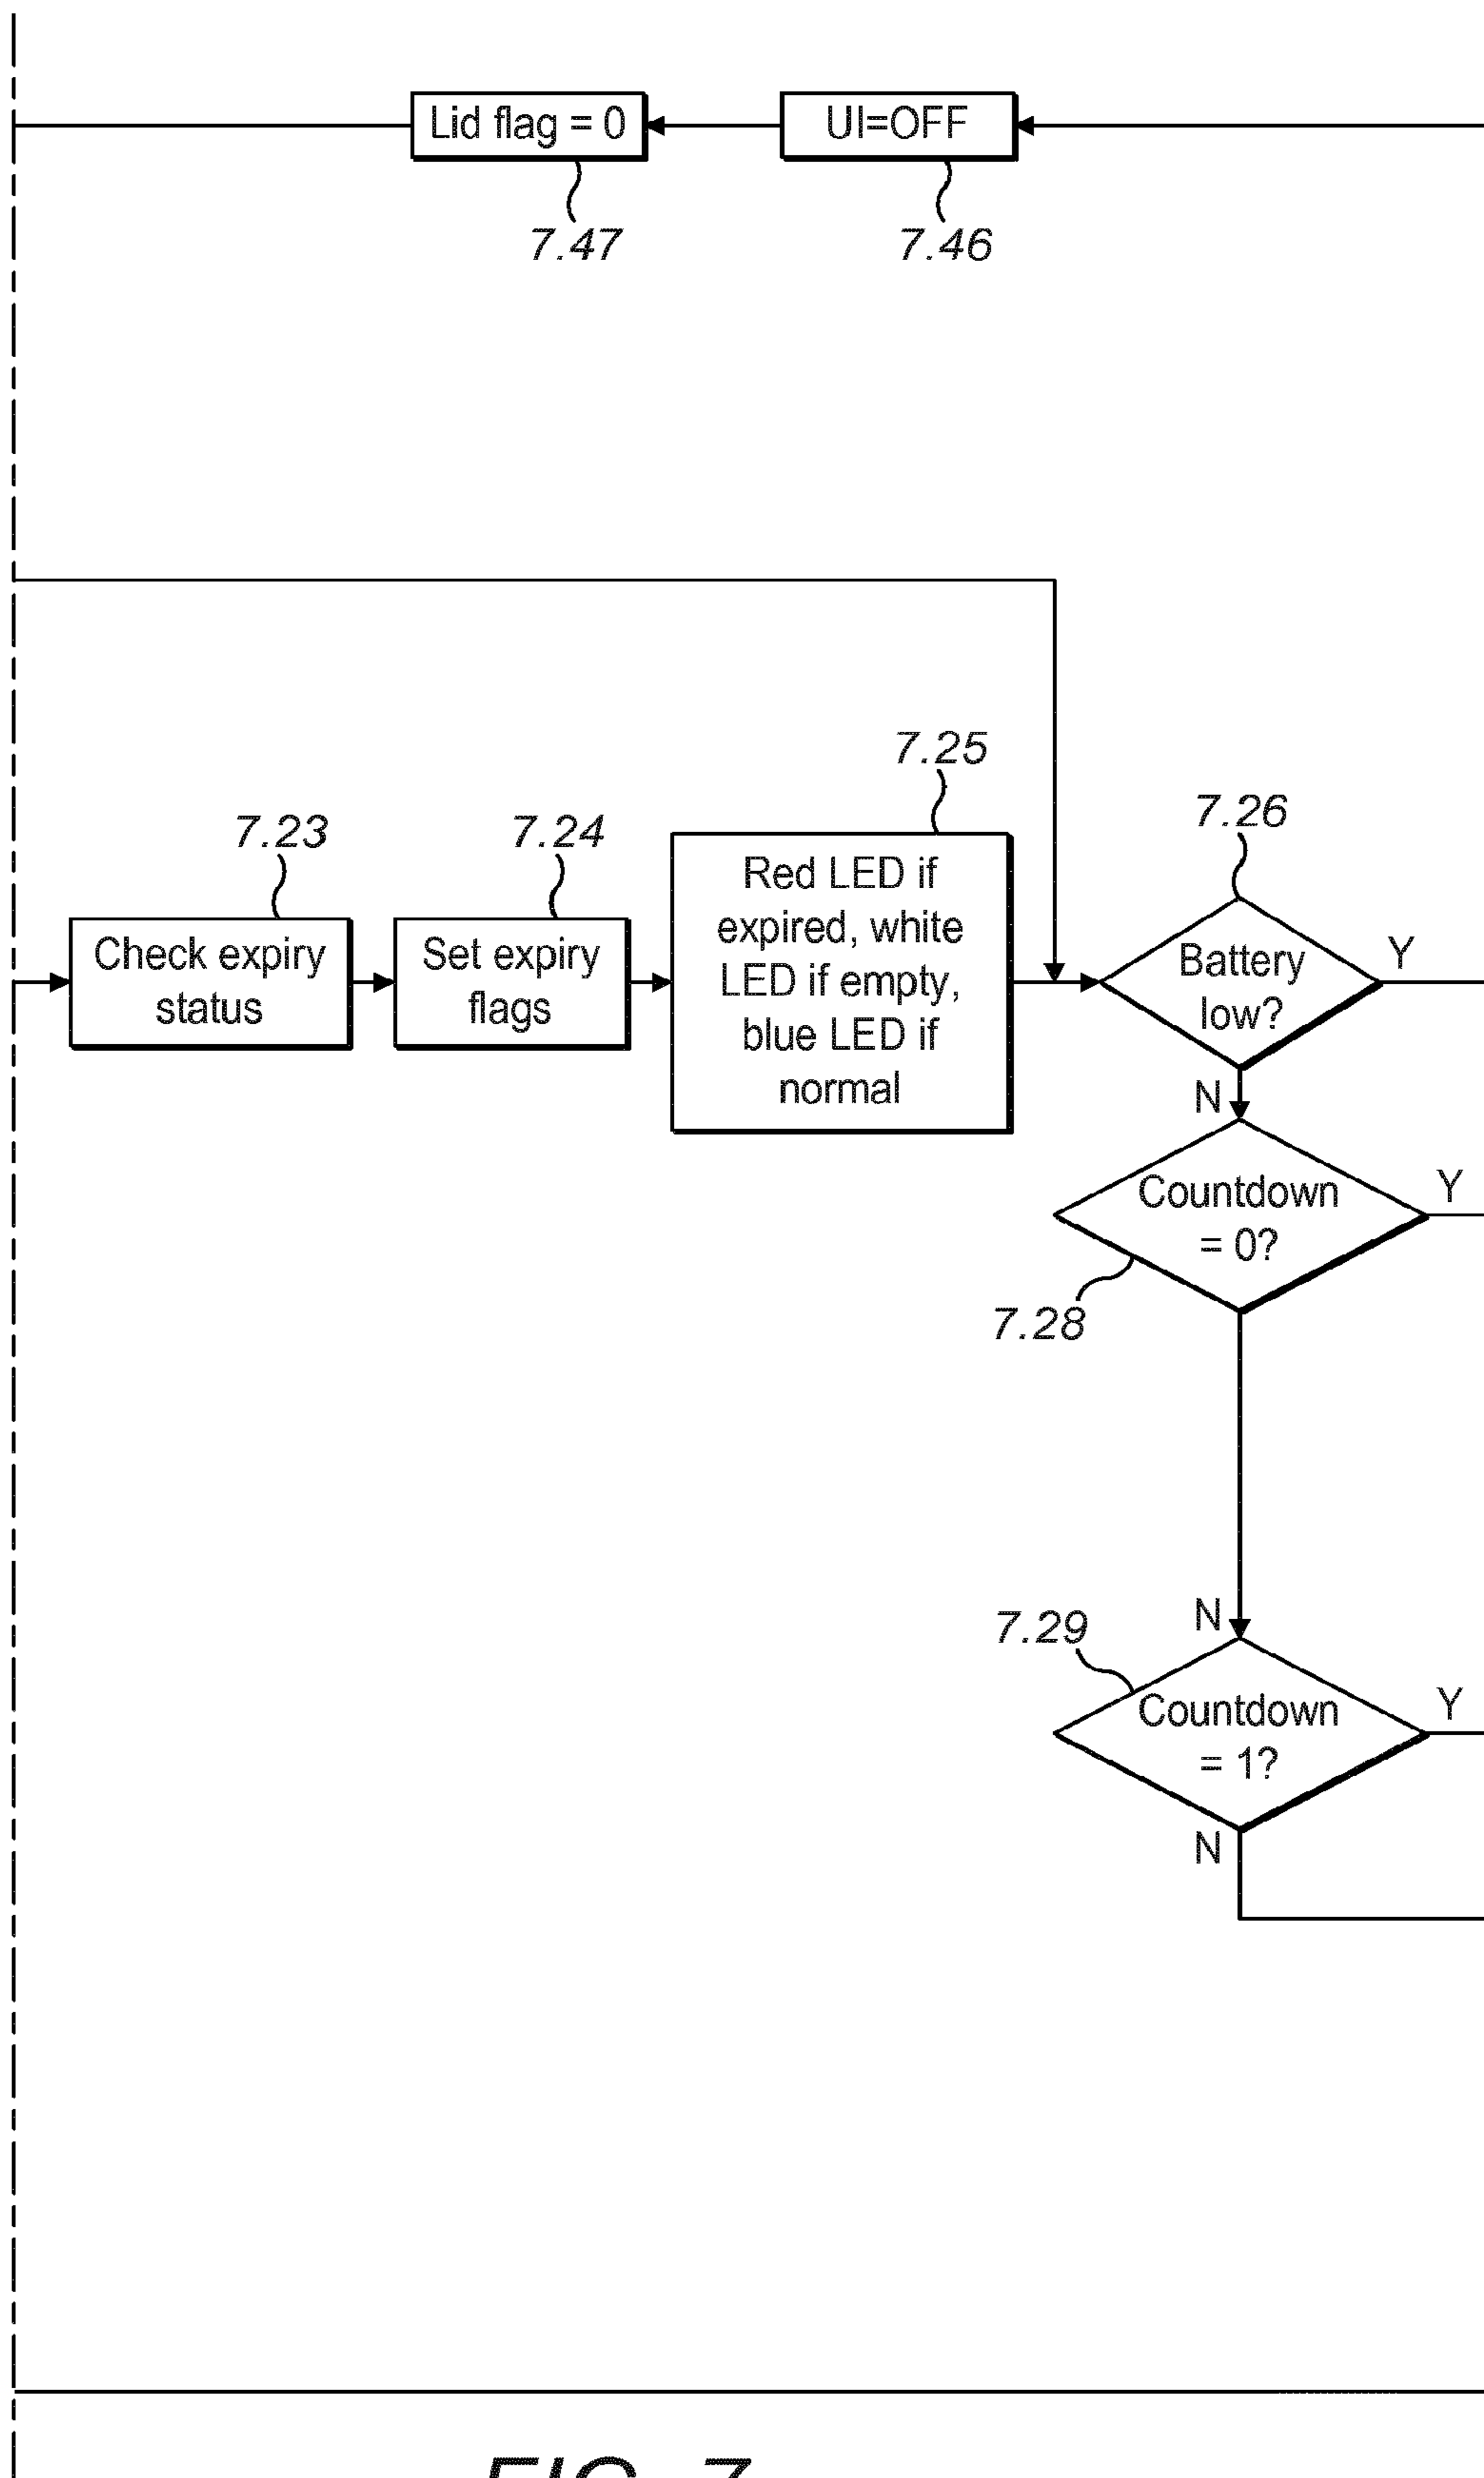 Lid flag = 0
UI=OFF
7.47
7.46
7.25
7.26
7.23
7.24
Check expiry
status
Set expiry
flags
Red LED if
expired, white
LED if empty,
blue LED if
normal
Battery
low?
Y
N
Countdown
= 0?
Y
7.28
N
7.29
Countdown
= 1?
Y
N
FIG. 7